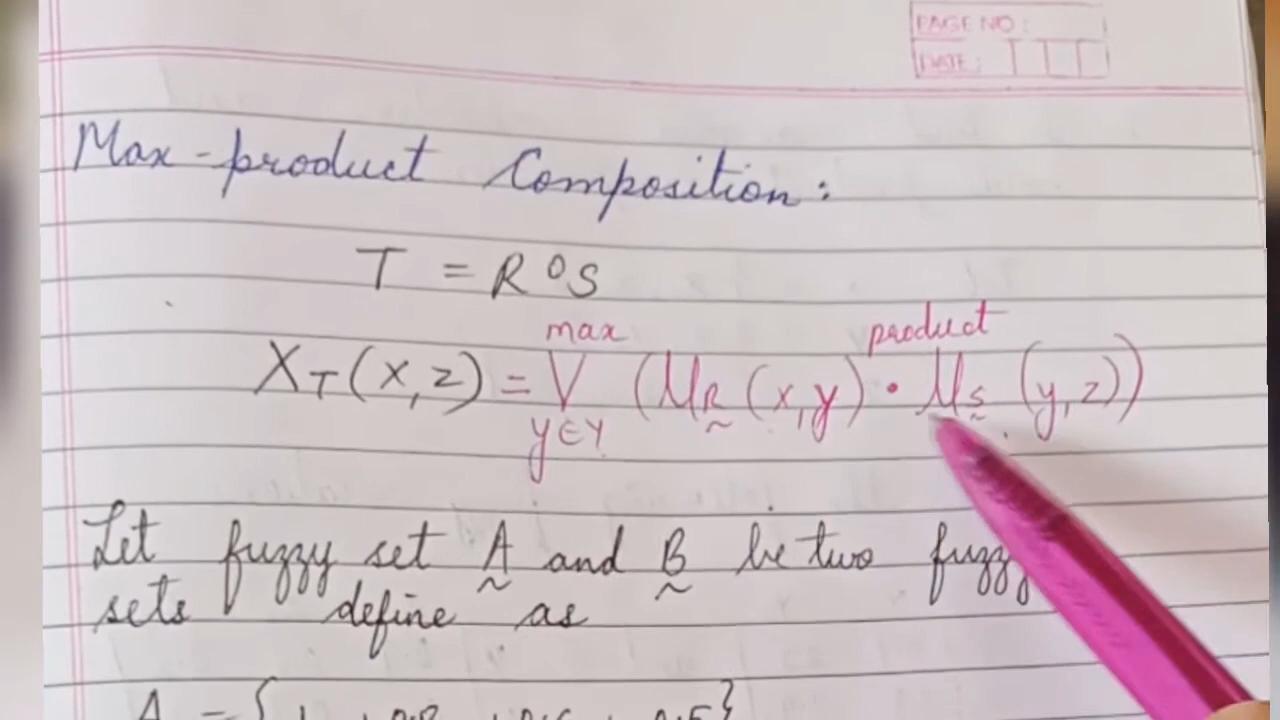 PAGE NO :
DATE :
Max-product Composition :
T = R o S
max product
X_T (x, z) = V (μ_R (x, y) • μ_S (y, z))
~ ~
y ∈ Y
Let fuzzy set A and B be two fuzzy
~ ~
sets define as
A = {